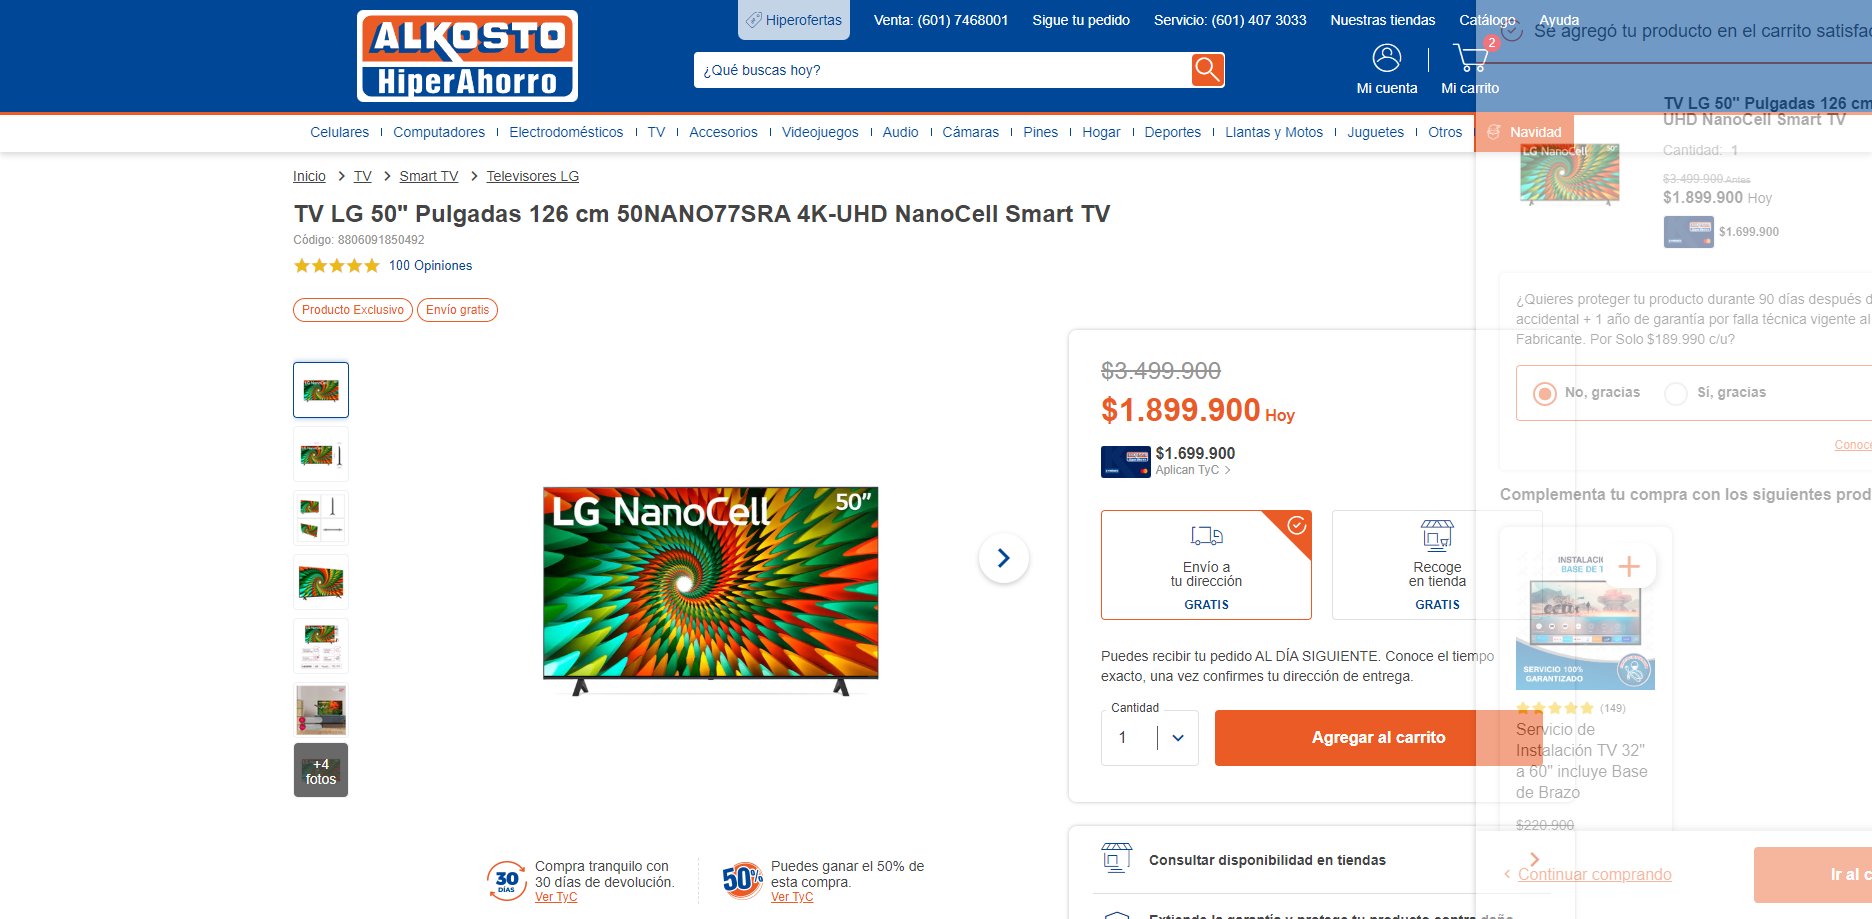 Hiperofertas
Venta: (601) 7468001
Sigue tu pedido
Servicio: (601) 407 3033
Nuestras tiendas
Catálogo
Ayuda
ALKOSTO
HiperAhorro
¿Qué buscas hoy?
Mi cuenta
2
Mi carrito
Se agregó tu producto en el carrito
Celulares
Computadores
Electrodomésticos
TV
Accesorios
Videojuegos
Audio
Cámaras
Pines
Hogar
Deportes
Llantas y Motos
Juguetes
Otros
Navidad
Inicio > TV > Smart TV > Televisores LG
TV LG 50" Pulgadas 126 cm 50NANO77SRA 4K-UHD NanoCell Smart TV
Código: 8806091850492
100 Opiniones
Producto Exclusivo
Envío gratis
+4
fotos
LG NanoCell
50”
$3.499.900
$1.899.900 Hoy
$1.699.900
Aplican TyC >
Envío a
tu dirección
GRATIS
Recoge
en tienda
GRATIS
Puedes recibir tu pedido AL DÍA SIGUIENTE. Conoce el tiempo
exacto, una vez confirmes tu dirección de entrega.
Cantidad
1
Agregar al carrito
Consultar disponibilidad en tiendas
30
DÍAS
Compra tranquilo con
30 días de devolución.
Ver TyC
50%
Puedes ganar el 50% de
esta compra.
Ver TyC
TV LG 50" Pulgadas 126 cm
UHD NanoCell Smart TV
LG NanoCell
50”
Cantidad: 1
$3.499.900 Antes
$1.899.900 Hoy
$1.699.900
¿Quieres proteger tu producto durante 90 días después
accidental + 1 año de garantía por falla técnica vigente al
Fabricante. Por Solo $189.990 c/u?
No, gracias
Sí, gracias
Complementa tu compra con los siguientes
BASE DE
SERVICIO 100%
GARANTIZADO
(149)
Servicio de
Instalación TV 32"
a 60" incluye Base
de Brazo
$220.900
Continuar comprando
Ir al